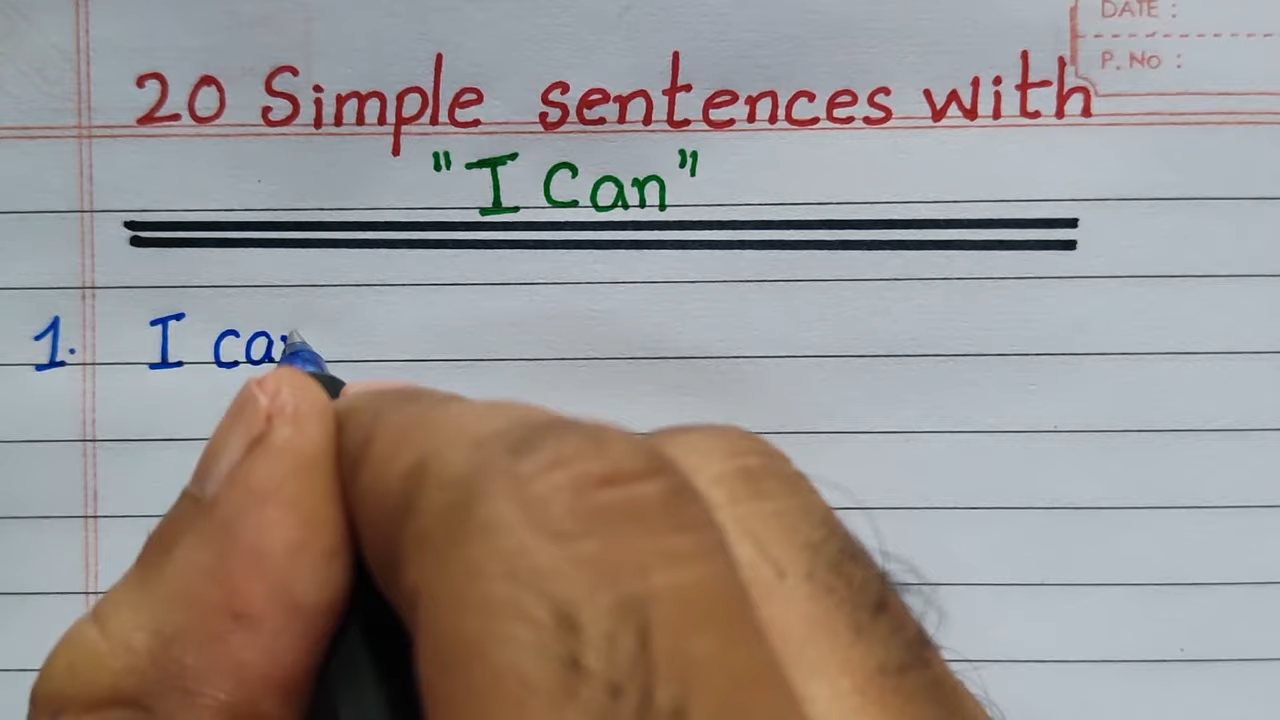 DATE :
P. No :
20 Simple sentences with
"I Can"
1. I ca